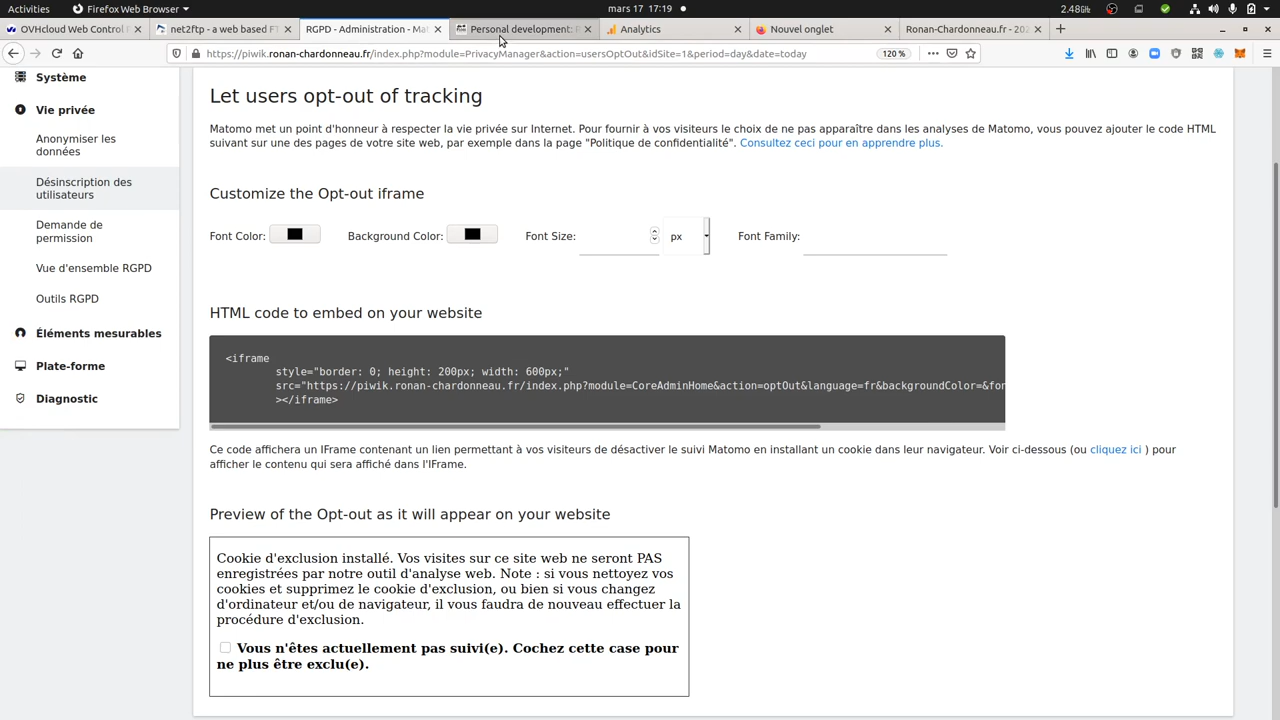 Activities
Firefox Web Browser
mars 17 17:19
2.48 GiB
OVHcloud Web Control
net2ftp - a web based FT
RGPD - Administration - Mat
Personal development:
Analytics
Nouvel onglet
Ronan-Chardonneau.fr - 202
https://piwik.ronan-chardonneau.fr/index.php?module=PrivacyManager&action=usersOptOut&idSite=1&period=day&date=today
120 %
Système
Vie privée
Anonymiser les
données
Désinscription des
utilisateurs
Demande de
permission
Vue d'ensemble RGPD
Outils RGPD
Éléments mesurables
Plate-forme
Diagnostic
Let users opt-out of tracking
Matomo met un point d'honneur à respecter la vie privée sur Internet. Pour fournir à vos visiteurs le choix de ne pas apparaître dans les analyses de Matomo, vous pouvez ajouter le code HTML
suivant sur une des pages de votre site web, par exemple dans la page "Politique de confidentialité". Consultez ceci pour en apprendre plus.
Customize the Opt-out iframe
Font Color:
Background Color:
Font Size:
px
Font Family:
HTML code to embed on your website
<iframe
style="border: 0; height: 200px; width: 600px;"
src="https://piwik.ronan-chardonneau.fr/index.php?module=CoreAdminHome&action=optOut&language=fr&backgroundColor=&fon
></iframe>
Ce code affichera un IFrame contenant un lien permettant à vos visiteurs de désactiver le suivi Matomo en installant un cookie dans leur navigateur. Voir ci-dessous (ou cliquez ici ) pour
afficher le contenu qui sera affiché dans l'IFrame.
Preview of the Opt-out as it will appear on your website
Cookie d'exclusion installé. Vos visites sur ce site web ne seront PAS
enregistrées par notre outil d'analyse web. Note : si vous nettoyez vos
cookies et supprimez le cookie d'exclusion, ou bien si vous changez
d'ordinateur et/ou de navigateur, il vous faudra de nouveau effectuer la
procédure d'exclusion.
Vous n'êtes actuellement pas suivi(e). Cochez cette case pour
ne plus être exclu(e).